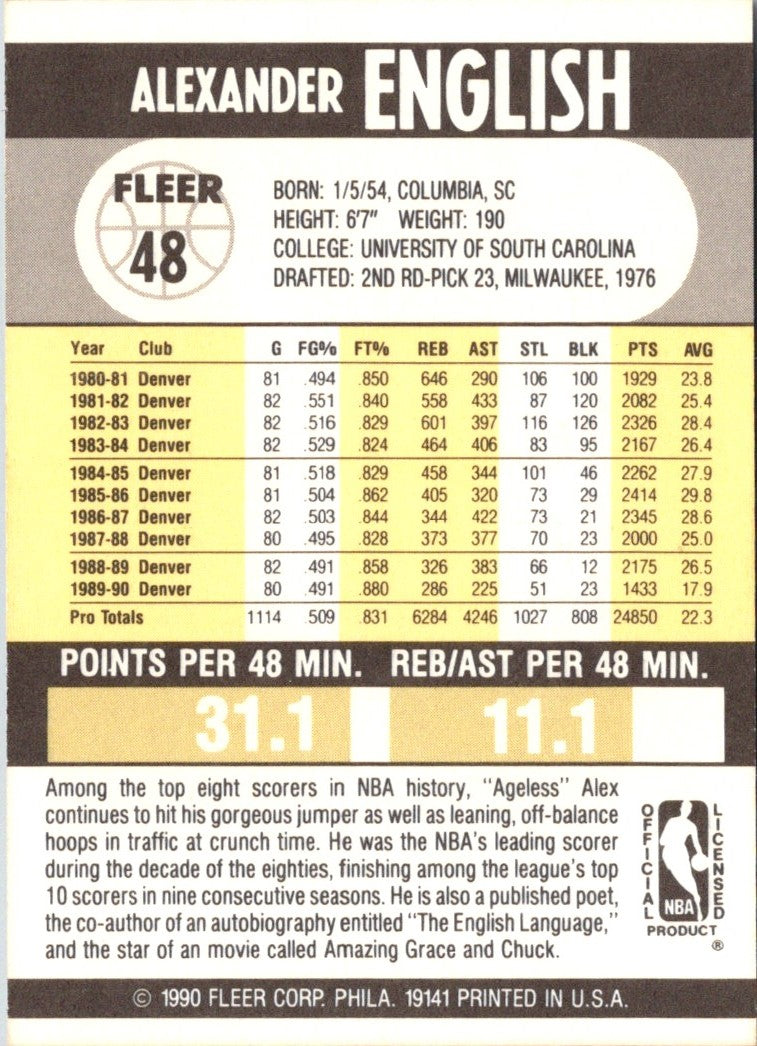 ALEXANDER ENGLISH
FLEER
48
BORN: 1/5/54, COLUMBIA, SC
HEIGHT: 6'7" WEIGHT: 190
COLLEGE: UNIVERSITY OF SOUTH CAROLINA
DRAFTED: 2ND RD-PICK 23, MILWAUKEE, 1976
Year Club G FG% FT% REB AST STL BLK PTS AVG
1980-81 Denver 81 .494 .850 646 290 106 100 1929 23.8
1981-82 Denver 82 .551 .840 558 433 87 120 2082 25.4
1982-83 Denver 82 .516 .829 601 397 116 126 2326 28.4
1983-84 Denver 82 .529 .824 464 406 83 95 2167 26.4
1984-85 Denver 81 .518 .829 458 344 101 46 2262 27.9
1985-86 Denver 81 .504 .862 405 320 73 29 2414 29.8
1986-87 Denver 82 .503 .844 344 422 73 21 2345 28.6
1987-88 Denver 80 .495 .828 373 377 70 23 2000 25.0
1988-89 Denver 82 .491 .858 326 383 66 12 2175 26.5
1989-90 Denver 80 .491 .880 286 225 51 23 1433 17.9
Pro Totals 1114 .509 .831 6284 4246 1027 808 24850 22.3
POINTS PER 48 MIN. REB/AST PER 48 MIN.
31.1 11.1
Among the top eight scorers in NBA history, "Ageless" Alex
continues to hit his gorgeous jumper as well as leaning, off-balance
hoops in traffic at crunch time. He was the NBA's leading scorer
during the decade of the eighties, finishing among the league's top
10 scorers in nine consecutive seasons. He is also a published poet,
the co-author of an autobiography entitled "The English Language,"
and the star of an movie called Amazing Grace and Chuck.
OFFICIAL
LICENSED
NBA
PRODUCT
®
© 1990 FLEER CORP. PHILA. 19141 PRINTED IN U.S.A.